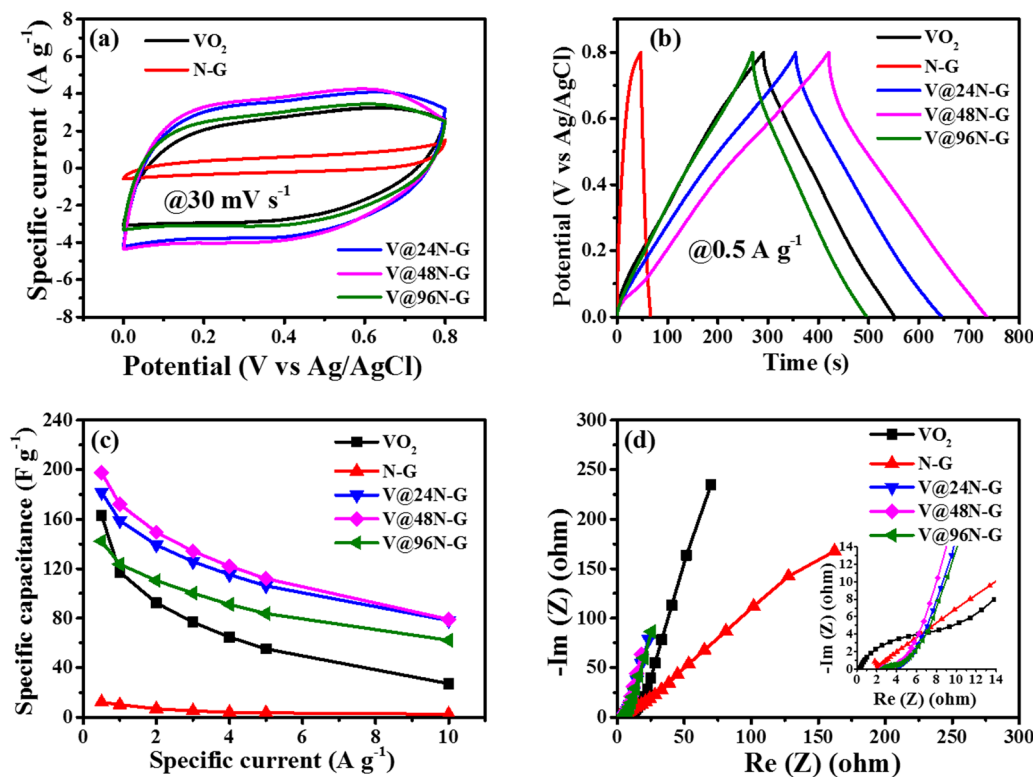 (a)
VO₂
N-G
@30 mV s⁻¹
V@24N-G
V@48N-G
V@96N-G
Specific current (A g⁻¹)
8
6
4
2
0
-2
-4
-6
-8
0.0 0.2 0.4 0.6 0.8
Potential (V vs Ag/AgCl)
(b)
VO₂
N-G
V@24N-G
V@48N-G
V@96N-G
@0.5 A g⁻¹
Potential (V vs Ag/AgCl)
0.8
0.6
0.4
0.2
0.0
0 100 200 300 400 500 600 700 800
Time (s)
(c)
VO₂
N-G
V@24N-G
V@48N-G
V@96N-G
Specific capacitance (F g⁻¹)
240
200
160
120
80
40
0
0 2 4 6 8 10
Specific current (A g⁻¹)
(d)
VO₂
N-G
V@24N-G
V@48N-G
V@96N-G
-Im (Z) (ohm)
300
250
200
150
100
50
0
0 50 100 150 200 250 300
Re (Z) (ohm)
-Im (Z) (ohm)
14
12
10
8
6
4
2
0
0 2 4 6 8 10 12 14
Re (Z) (ohm)